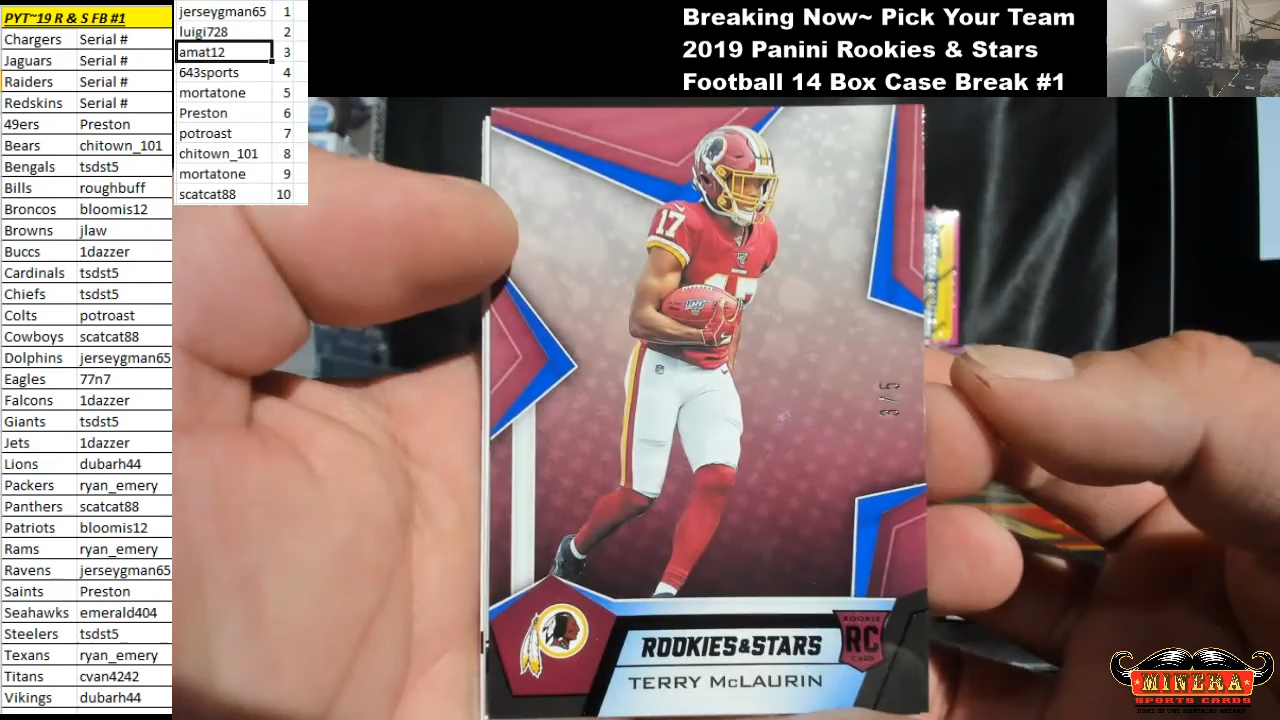 PYT~19 R & S FB #1
Chargers Serial #
Jaguars Serial #
Raiders Serial #
Redskins Serial #
49ers Preston
Bears chitown_101
Bengals tsdst5
Bills roughbuff
Broncos bloomis12
Browns jlaw
Buccs 1dazzer
Cardinals tsdst5
Chiefs tsdst5
Colts potroast
Cowboys scatcat88
Dolphins jerseygman65
Eagles 77n7
Falcons 1dazzer
Giants tsdst5
Jets 1dazzer
Lions dubarh44
Packers ryan_emery
Panthers scatcat88
Patriots bloomis12
Rams ryan_emery
Ravens jerseygman65
Saints Preston
Seahawks emerald404
Steelers tsdst5
Texans ryan_emery
Titans cvan4242
Vikings dubarh44
jerseygman65 1
luigi728 2
amat12 3
643sports 4
mortatone 5
Preston 6
potroast 7
chitown_101 8
mortatone 9
scatcat88 10
Breaking Now~ Pick Your Team
2019 Panini Rookies & Stars
Football 14 Box Case Break #1
17
3/5
ROOKIES & STARS
TERRY McLAURIN
ROOKIE
RC
CARD
MINERA
SPORTS CARDS